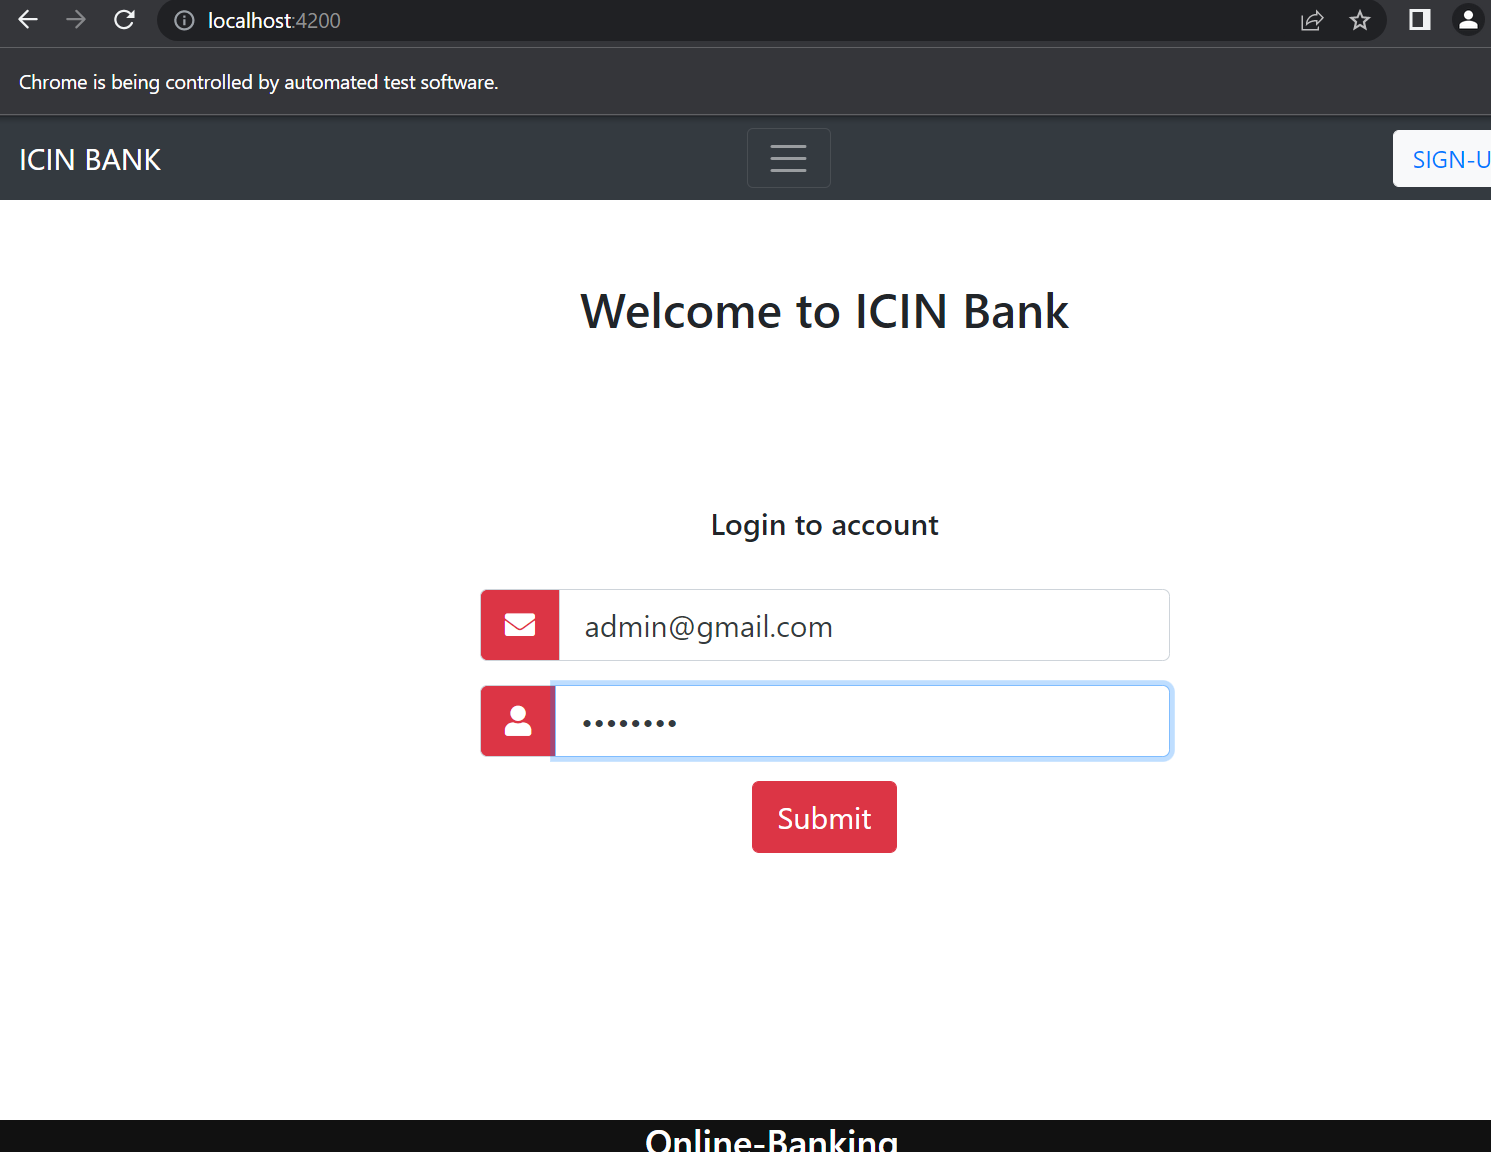 localhost:4200
Chrome is being controlled by automated test software.
ICIN BANK
SIGN-U
Welcome to ICIN Bank
Login to account
admin@gmail.com
••••••••
Submit
Online-Banking